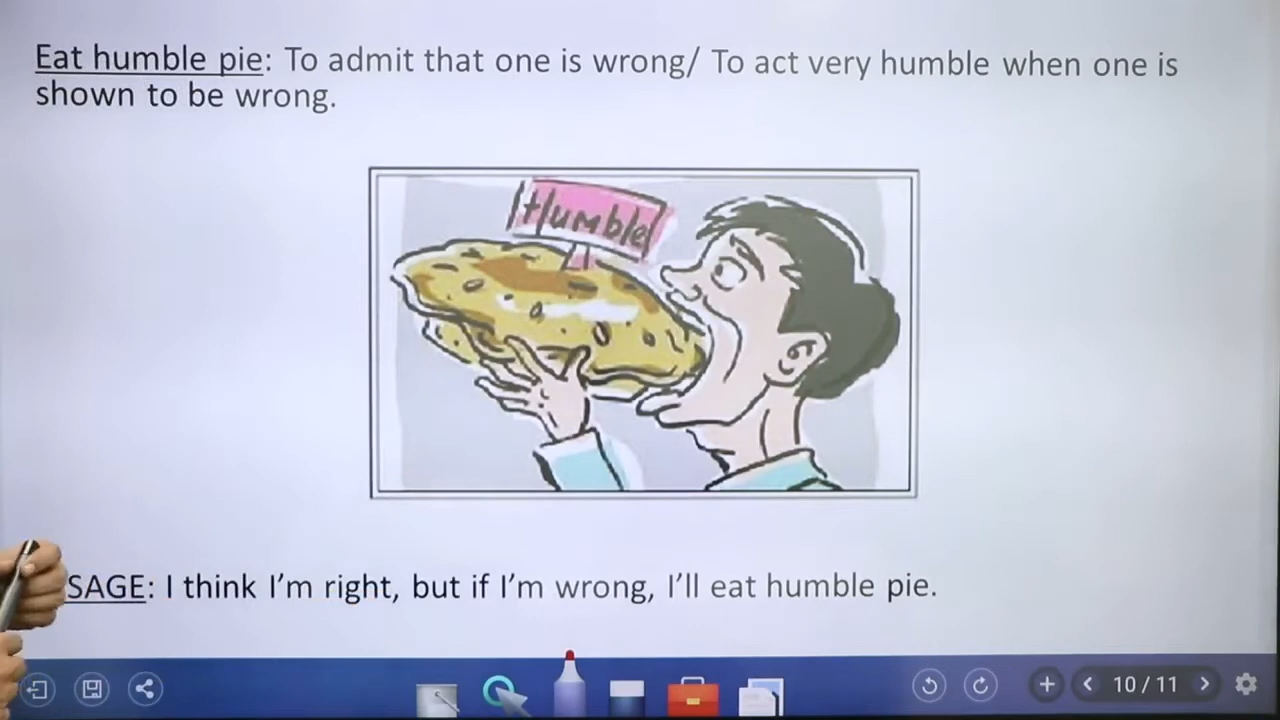 Eat humble pie: To admit that one is wrong/ To act very humble when one is
shown to be wrong.
Humble
SAGE: I think I'm right, but if I'm wrong, I'll eat humble pie.
10 / 11